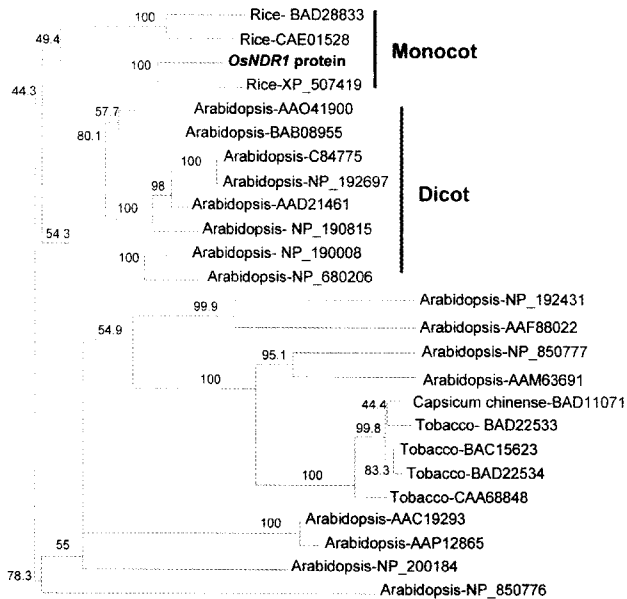 100 Rice- BAD28833
49.4 Rice-CAE01528
100 OsNDR1 protein
Monocot
44.3 Rice-XP_507419
57.7 Arabidopsis-AAO41900
80.1 Arabidopsis-BAB08955
100 Arabidopsis-C84775
98 Arabidopsis-NP_192697
Dicot
100 Arabidopsis-AAD21461
54.3 Arabidopsis- NP_190815
100 Arabidopsis- NP_190008
Arabidopsis-NP_680206
99.9 Arabidopsis-NP_192431
54.9 Arabidopsis-AAF88022
95.1 Arabidopsis-NP_850777
100 Arabidopsis-AAM63691
44.4 Capsicum chinense-BAD11071
99.8 Tobacco- BAD22533
Tobacco-BAC15623
100 83.3 Tobacco-BAD22534
Tobacco-CAA68848
100 Arabidopsis-AAC19293
55 Arabidopsis-AAP12865
78.3 Arabidopsis-NP_200184
Arabidopsis-NP_850776